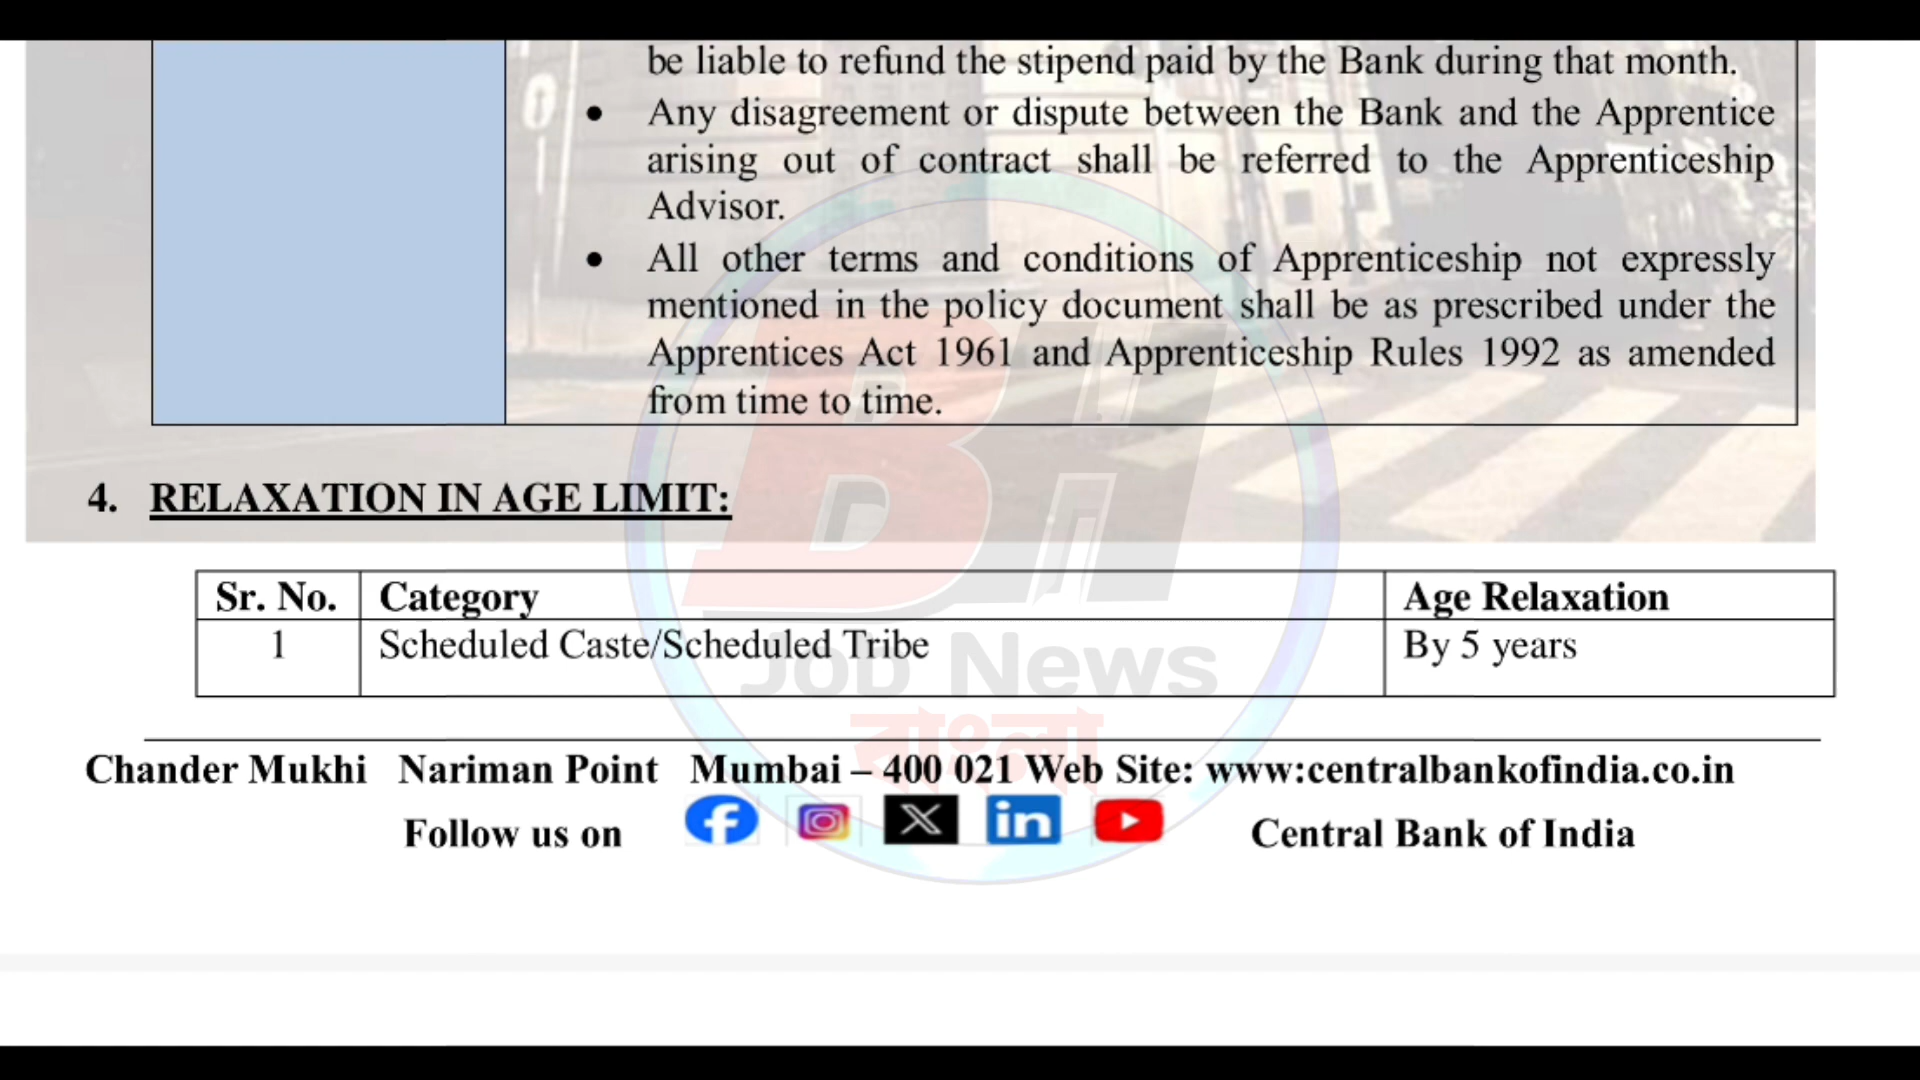 be liable to refund the stipend paid by the Bank during that month.
• Any disagreement or dispute between the Bank and the Apprentice
arising out of contract shall be referred to the Apprenticeship
Advisor.
• All other terms and conditions of Apprenticeship not expressly
mentioned in the policy document shall be as prescribed under the
Apprentices Act 1961 and Apprenticeship Rules 1992 as amended
from time to time.
4. RELAXATION IN AGE LIMIT:
Sr. No. Category Age Relaxation
1 Scheduled Caste/Scheduled Tribe By 5 years
Job News
বাংলা
Chander Mukhi Nariman Point Mumbai – 400 021 Web Site: www:centralbankofindia.co.in
Follow us on Central Bank of India